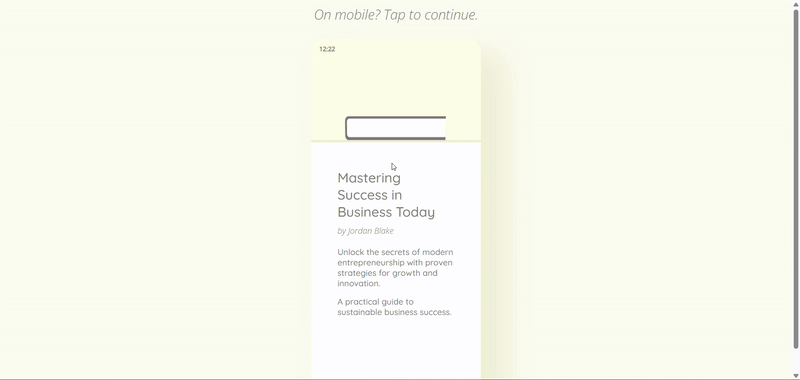 On mobile? Tap to continue.
12:22
Mastering
Success in
Business Today
by Jordan Blake
Unlock the secrets of modern
entrepreneurship with proven
strategies for growth and
innovation.
A practical guide to
sustainable business success.